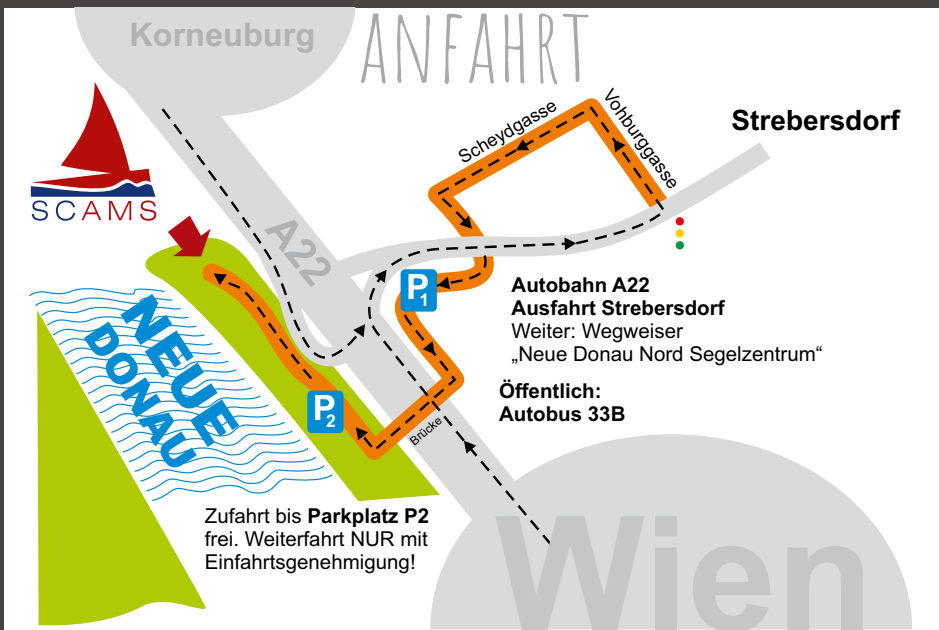 Korneuburg
ANFAHRT
Strebersdorf
Vohburggasse
Scheydgasse
SCAMS
A22
P1
Autobahn A22
Ausfahrt Strebersdorf
Weiter: Wegweiser
„Neue Donau Nord Segelzentrum“
Öffentlich:
Autobus 33B
NEUE
DONAU
P2
Brücke
Zufahrt bis Parkplatz P2
frei. Weiterfahrt NUR mit
Einfahrtsgenehmigung!
Wien